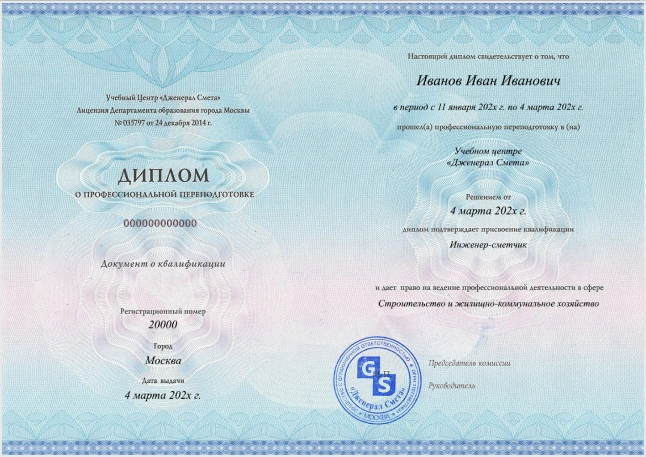 Учебный Центр «Дженерал Смета»
Лицензия Департамента образования города Москвы
№ 035797 от 24 декабря 2014 г.
ДИПЛОМ
О ПРОФЕССИОНАЛЬНОЙ ПЕРЕПОДГОТОВКЕ
000000000000
Документ о квалификации
Регистрационный номер
20000
Город
Москва
Дата выдачи
4 марта 202х г.
Настоящий диплом свидетельствует о том, что
Иванов Иван Иванович
в период с 11 января 202х г. по 4 марта 202х г.
прошел(а) профессиональную переподготовку в (на)
Учебном центре
«Дженерал Смета»
Решением от
4 марта 202х г.
диплом подтверждает присвоение квалификации
Инженер-сметчик
и дает право на ведение профессиональной деятельности в сфере
Строительство и жилищно-коммунальное хозяйство
Председатель комиссии
Руководитель
С ОГРАНИЧЕННОЙ ОТВЕТСТВЕННОСТЬЮ
GS
«Дженерал Смета»
МОСКВА